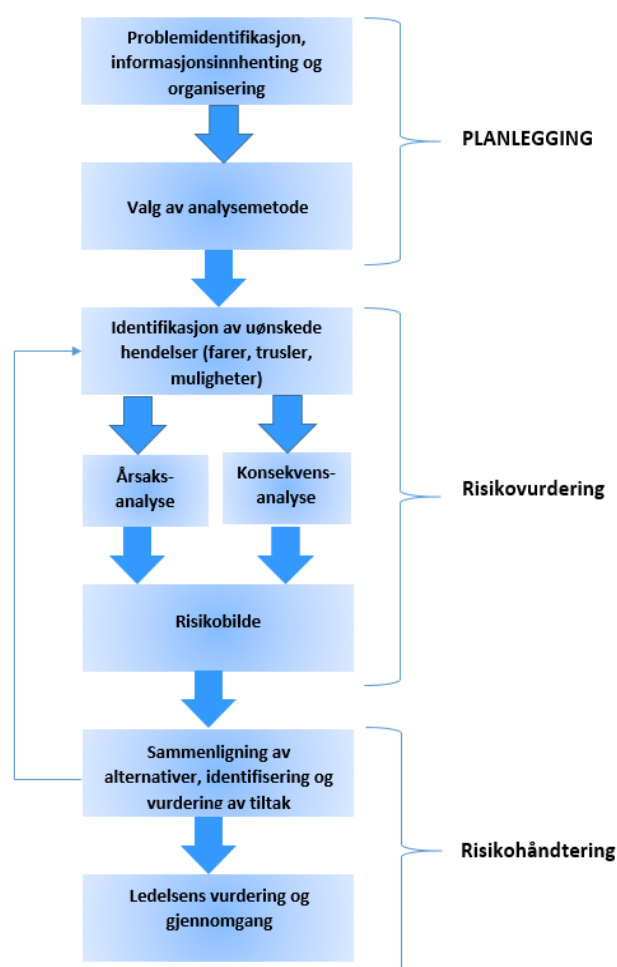 Problemidentifikasjon,
informasjonsinnhenting og
organisering
PLANLEGGING
Valg av analysemetode
Identifikasjon av uønskede
hendelser (farer, trusler,
muligheter)
Årsaks-
analyse
Konsekvens-
analyse
Risikovurdering
Risikobilde
Sammenligning av
alternativer, identifisering og
vurdering av tiltak
Risikohåndtering
Ledelsens vurdering og
gjennomgang